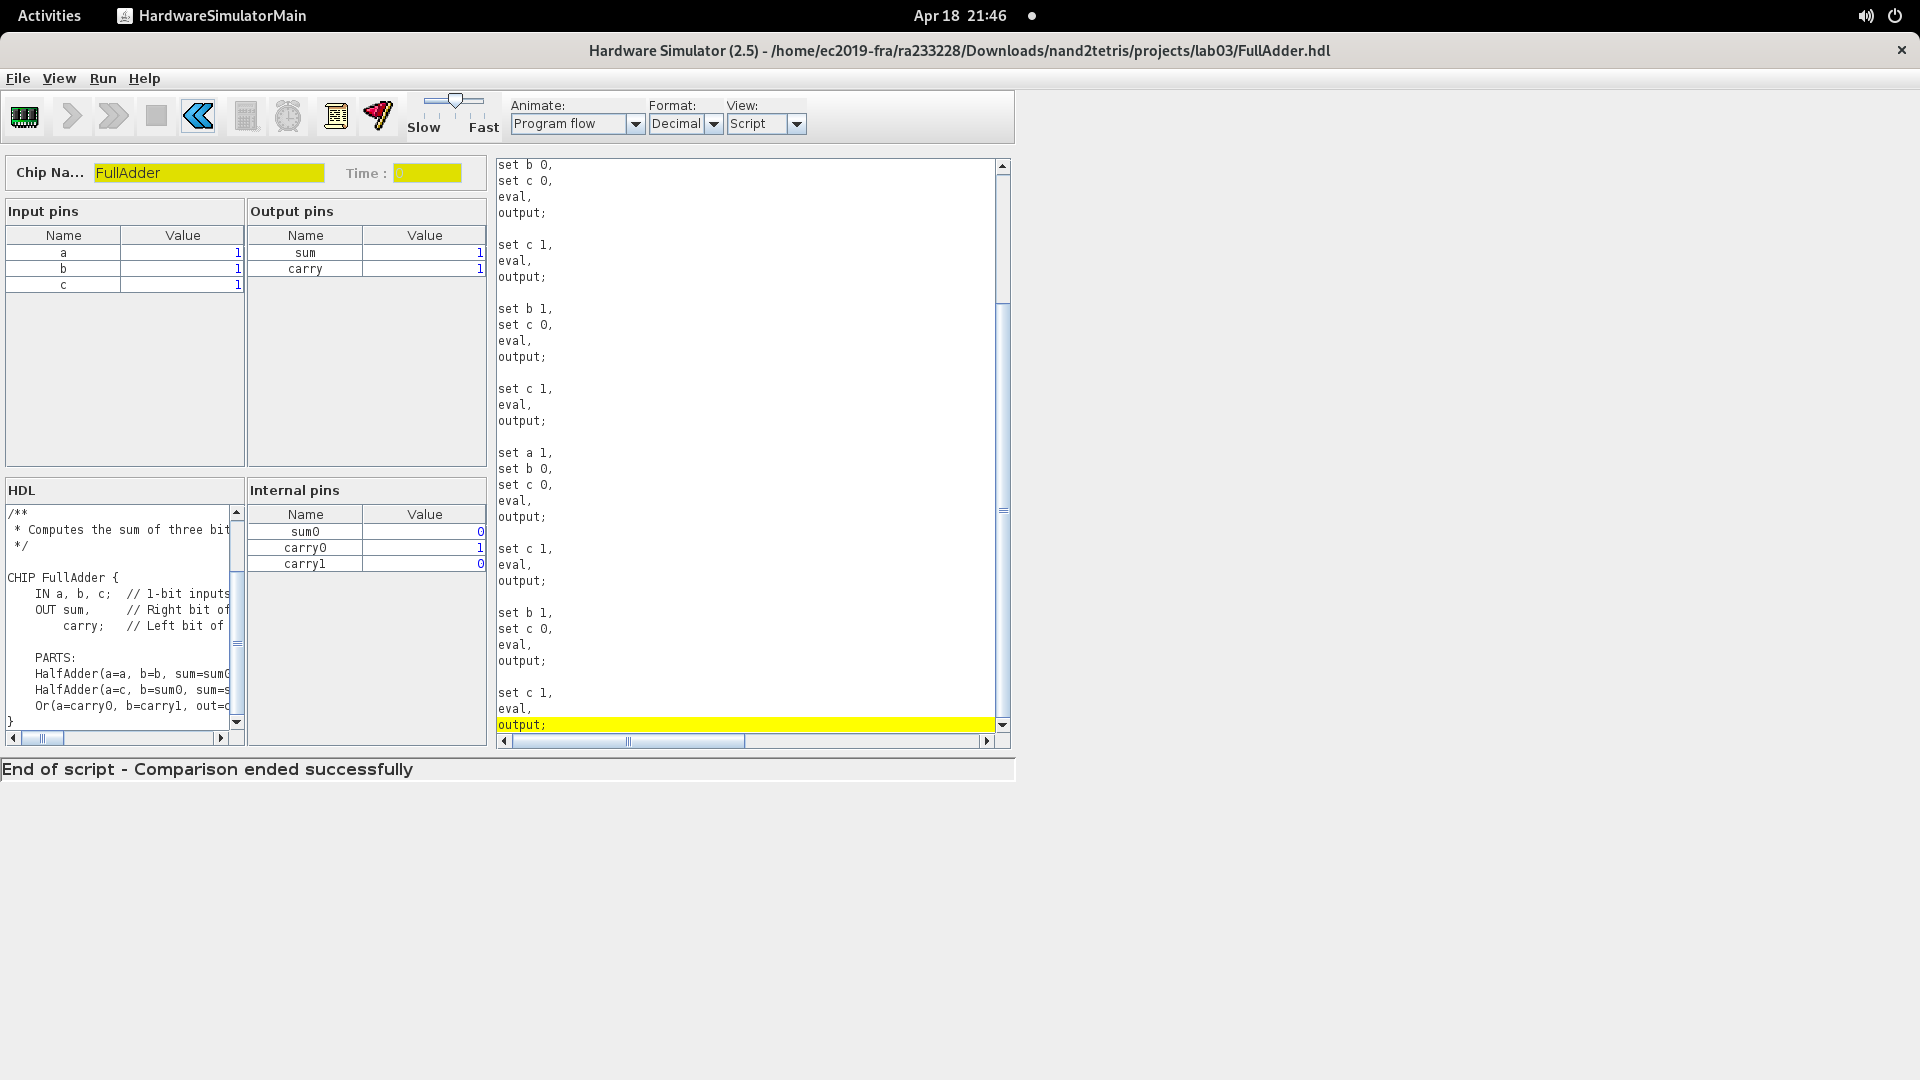 Activities HardwareSimulatorMain Apr 18 21:46
Hardware Simulator (2.5) - /home/ec2019-fra/ra233228/Downloads/nand2tetris/projects/lab03/FullAdder.hdl
File View Run Help
Slow Fast
Animate: Format: View:
Program flow Decimal Script
Chip Na... FullAdder Time : 0
Input pins
Name Value
a 1
b 1
c 1
Output pins
Name Value
sum 1
carry 1
HDL
/**
 * Computes the sum of three bit
 */

CHIP FullAdder {
    IN a, b, c;  // 1-bit inputs
    OUT sum,     // Right bit of
        carry;   // Left bit of

    PARTS:
    HalfAdder(a=a, b=b, sum=sum0
    HalfAdder(a=c, b=sum0, sum=s
    Or(a=carry0, b=carry1, out=c
}
Internal pins
Name Value
sum0 0
carry0 1
carry1 0
set b 0,
set c 0,
eval,
output;

set c 1,
eval,
output;

set b 1,
set c 0,
eval,
output;

set c 1,
eval,
output;

set a 1,
set b 0,
set c 0,
eval,
output;

set c 1,
eval,
output;

set b 1,
set c 0,
eval,
output;

set c 1,
eval,
output;
End of script - Comparison ended successfully